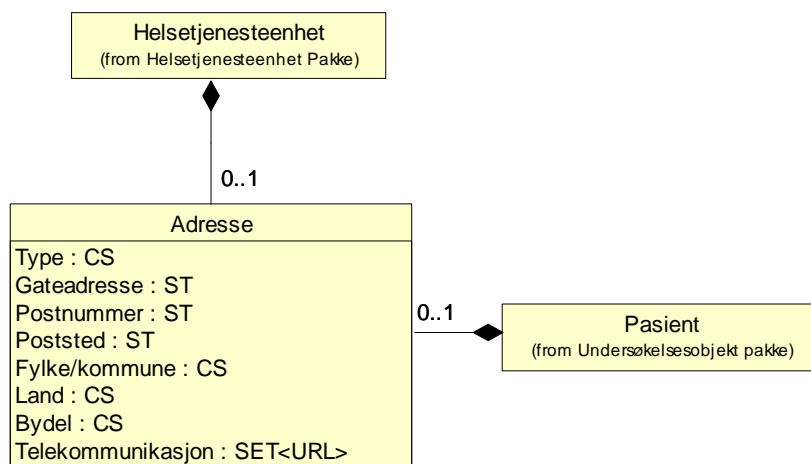 Helsetjenesteenhet
(from Helsetjenesteenhet Pakke)
0..1
Adresse
Type : CS
Gateadresse : ST
Postnummer : ST
Poststed : ST
Fylke/kommune : CS
Land : CS
Bydel : CS
Telekommunikasjon : SET<URL>
0..1
Pasient
(from Undersøkelsesobjekt pakke)